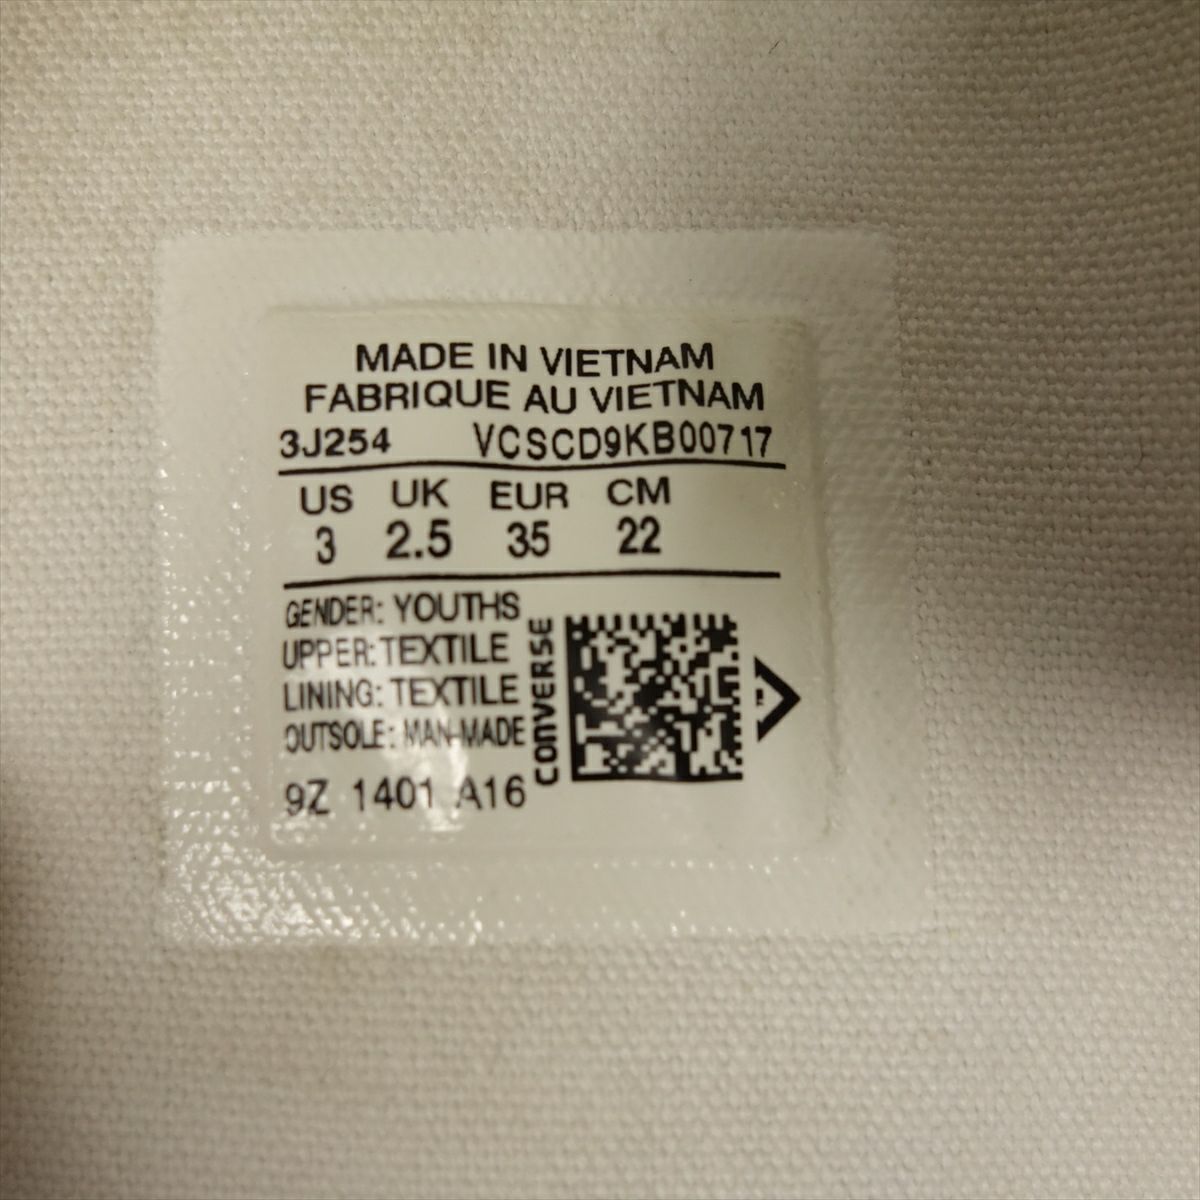 MADE IN VIETNAM
FABRIQUE AU VIETNAM
3J254 VCSCD9KB00717
US UK EUR CM
3 2.5 35 22
GENDER: YOUTHS
UPPER: TEXTILE
LINING: TEXTILE
OUTSOLE: MAN-MADE
9Z 1401 A16
CONVERSE